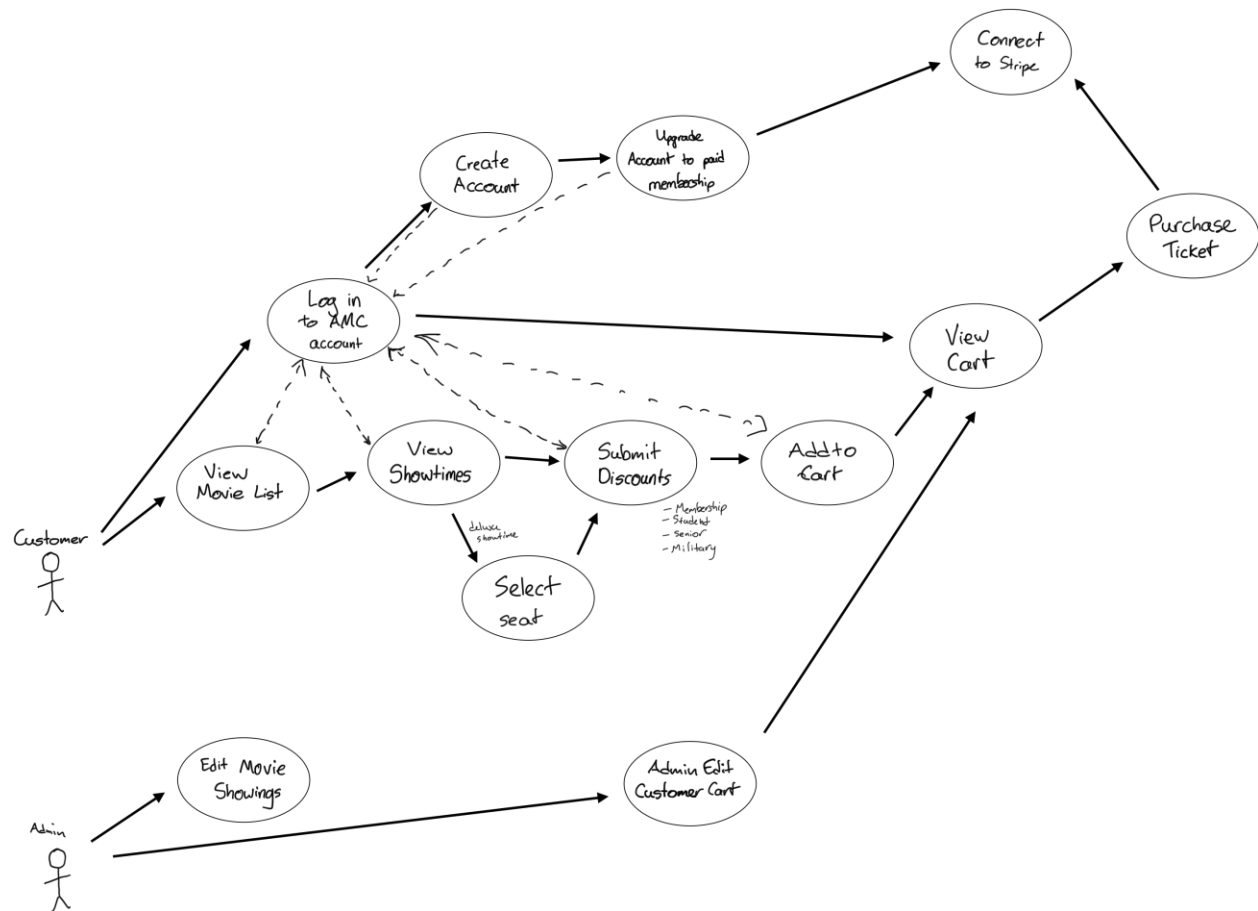 Connect
to Stripe
Upgrade
Account to paid
membership
Create
Account
Purchase
Ticket
Log in
to AMC
account
View
Cart
View
Movie List
View
Showtimes
Submit
Discounts
Add to
Cart
- Membership
- Student
- Senior
- Military
deluxe
showtime
Customer
Select
seat
Edit Movie
Showings
Admin Edit
Customer Cart
Admin